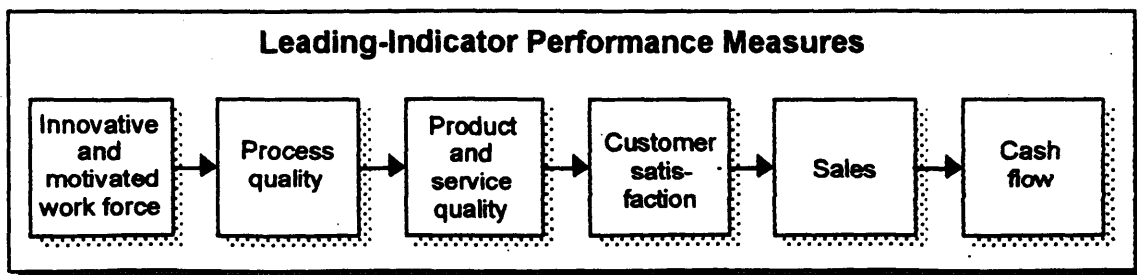 Leading-Indicator Performance Measures
Innovative
and
motivated
work force
Process
quality
Product
and
service
quality
Customer
satis-
faction
Sales
Cash
flow